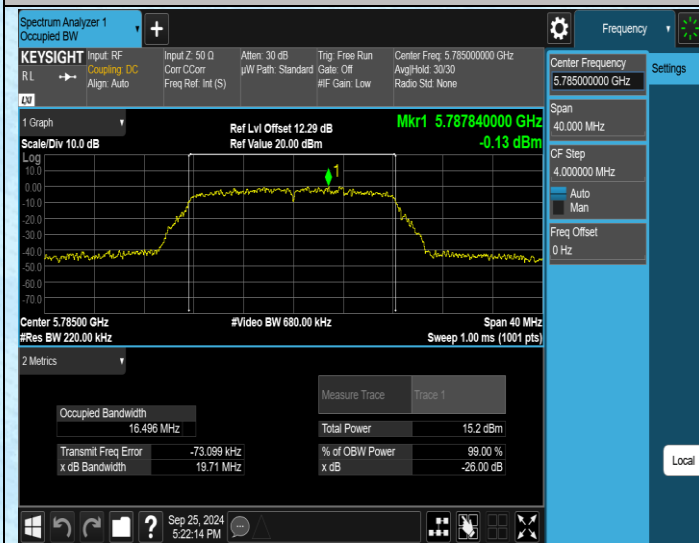 Spectrum Analyzer 1
Occupied BW
+
Frequency
KEYSIGHT
RL
LXI
Input: RF
Coupling: DC
Align: Auto
Input Z: 50 Ω
Corr CCorr
Freq Ref: Int (S)
Atten: 30 dB
µW Path: Standard
Trig: Free Run
Gate: Off
#IF Gain: Low
Center Freq: 5.785000000 GHz
Avg|Hold: 30/30
Radio Std: None
Center Frequency
5.785000000 GHz
Settings
Span
40.000 MHz
CF Step
4.000000 MHz
Auto
Man
Freq Offset
0 Hz
Local
1 Graph
Scale/Div 10.0 dB
Ref Lvl Offset 12.29 dB
Ref Value 20.00 dBm
Mkr1 5.787840000 GHz
-0.13 dBm
Log
10.0
0.00
-10.0
-20.0
-30.0
-40.0
-50.0
-60.0
-70.0
1
Center 5.78500 GHz
#Res BW 220.00 kHz
#Video BW 680.00 kHz
Span 40 MHz
Sweep 1.00 ms (1001 pts)
2 Metrics
Measure Trace
Trace 1
Occupied Bandwidth
16.496 MHz
Total Power
15.2 dBm
Transmit Freq Error
-73.099 kHz
% of OBW Power
99.00 %
x dB Bandwidth
19.71 MHz
x dB
-26.00 dB
?
Sep 25, 2024
5:22:14 PM